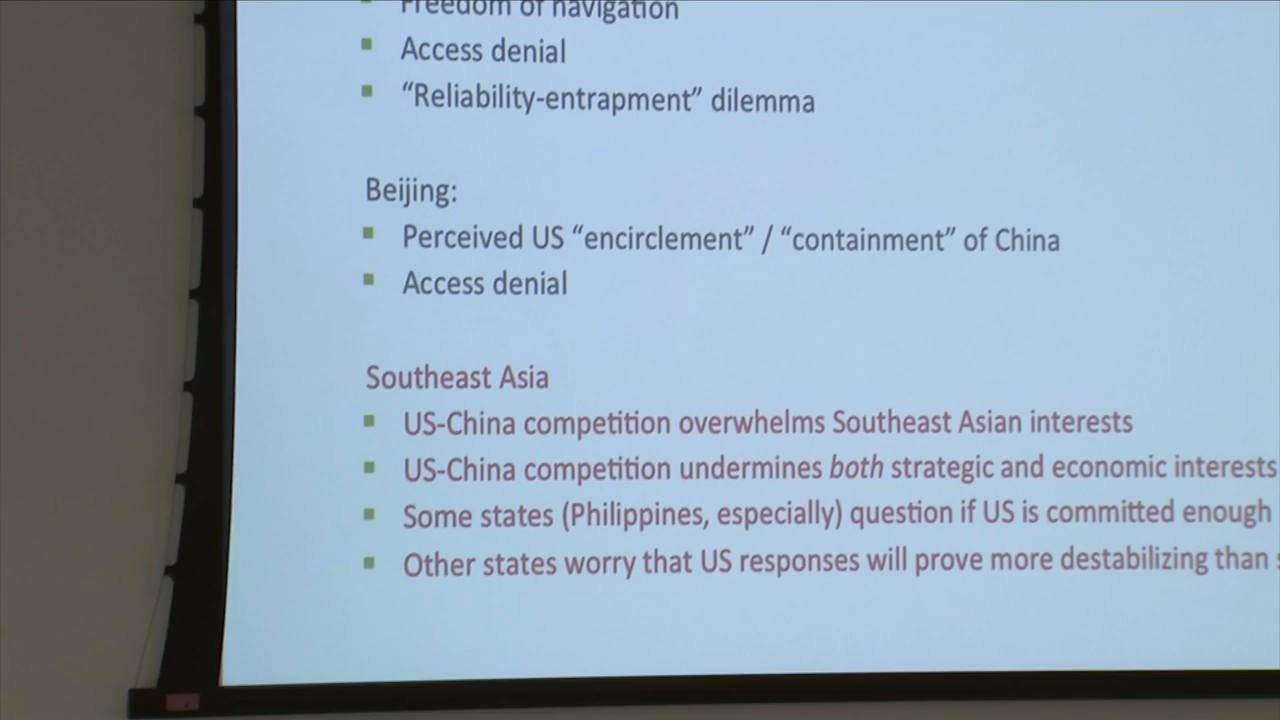 Freedom of navigation
Access denial
“Reliability-entrapment” dilemma
Beijing:
Perceived US “encirclement” / “containment” of China
Access denial
Southeast Asia
US-China competition overwhelms Southeast Asian interests
US-China competition undermines both strategic and economic interests
Some states (Philippines, especially) question if US is committed enough
Other states worry that US responses will prove more destabilizing than